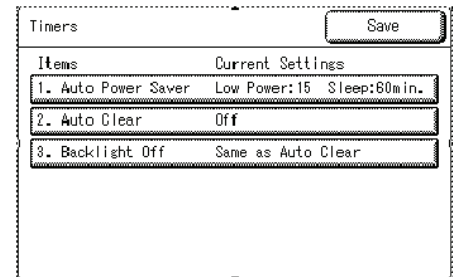 Timers Save
Items Current Settings
1. Auto Power Saver Low Power:15 Sleep:60min.
2. Auto Clear Off
3. Backlight Off Same as Auto Clear